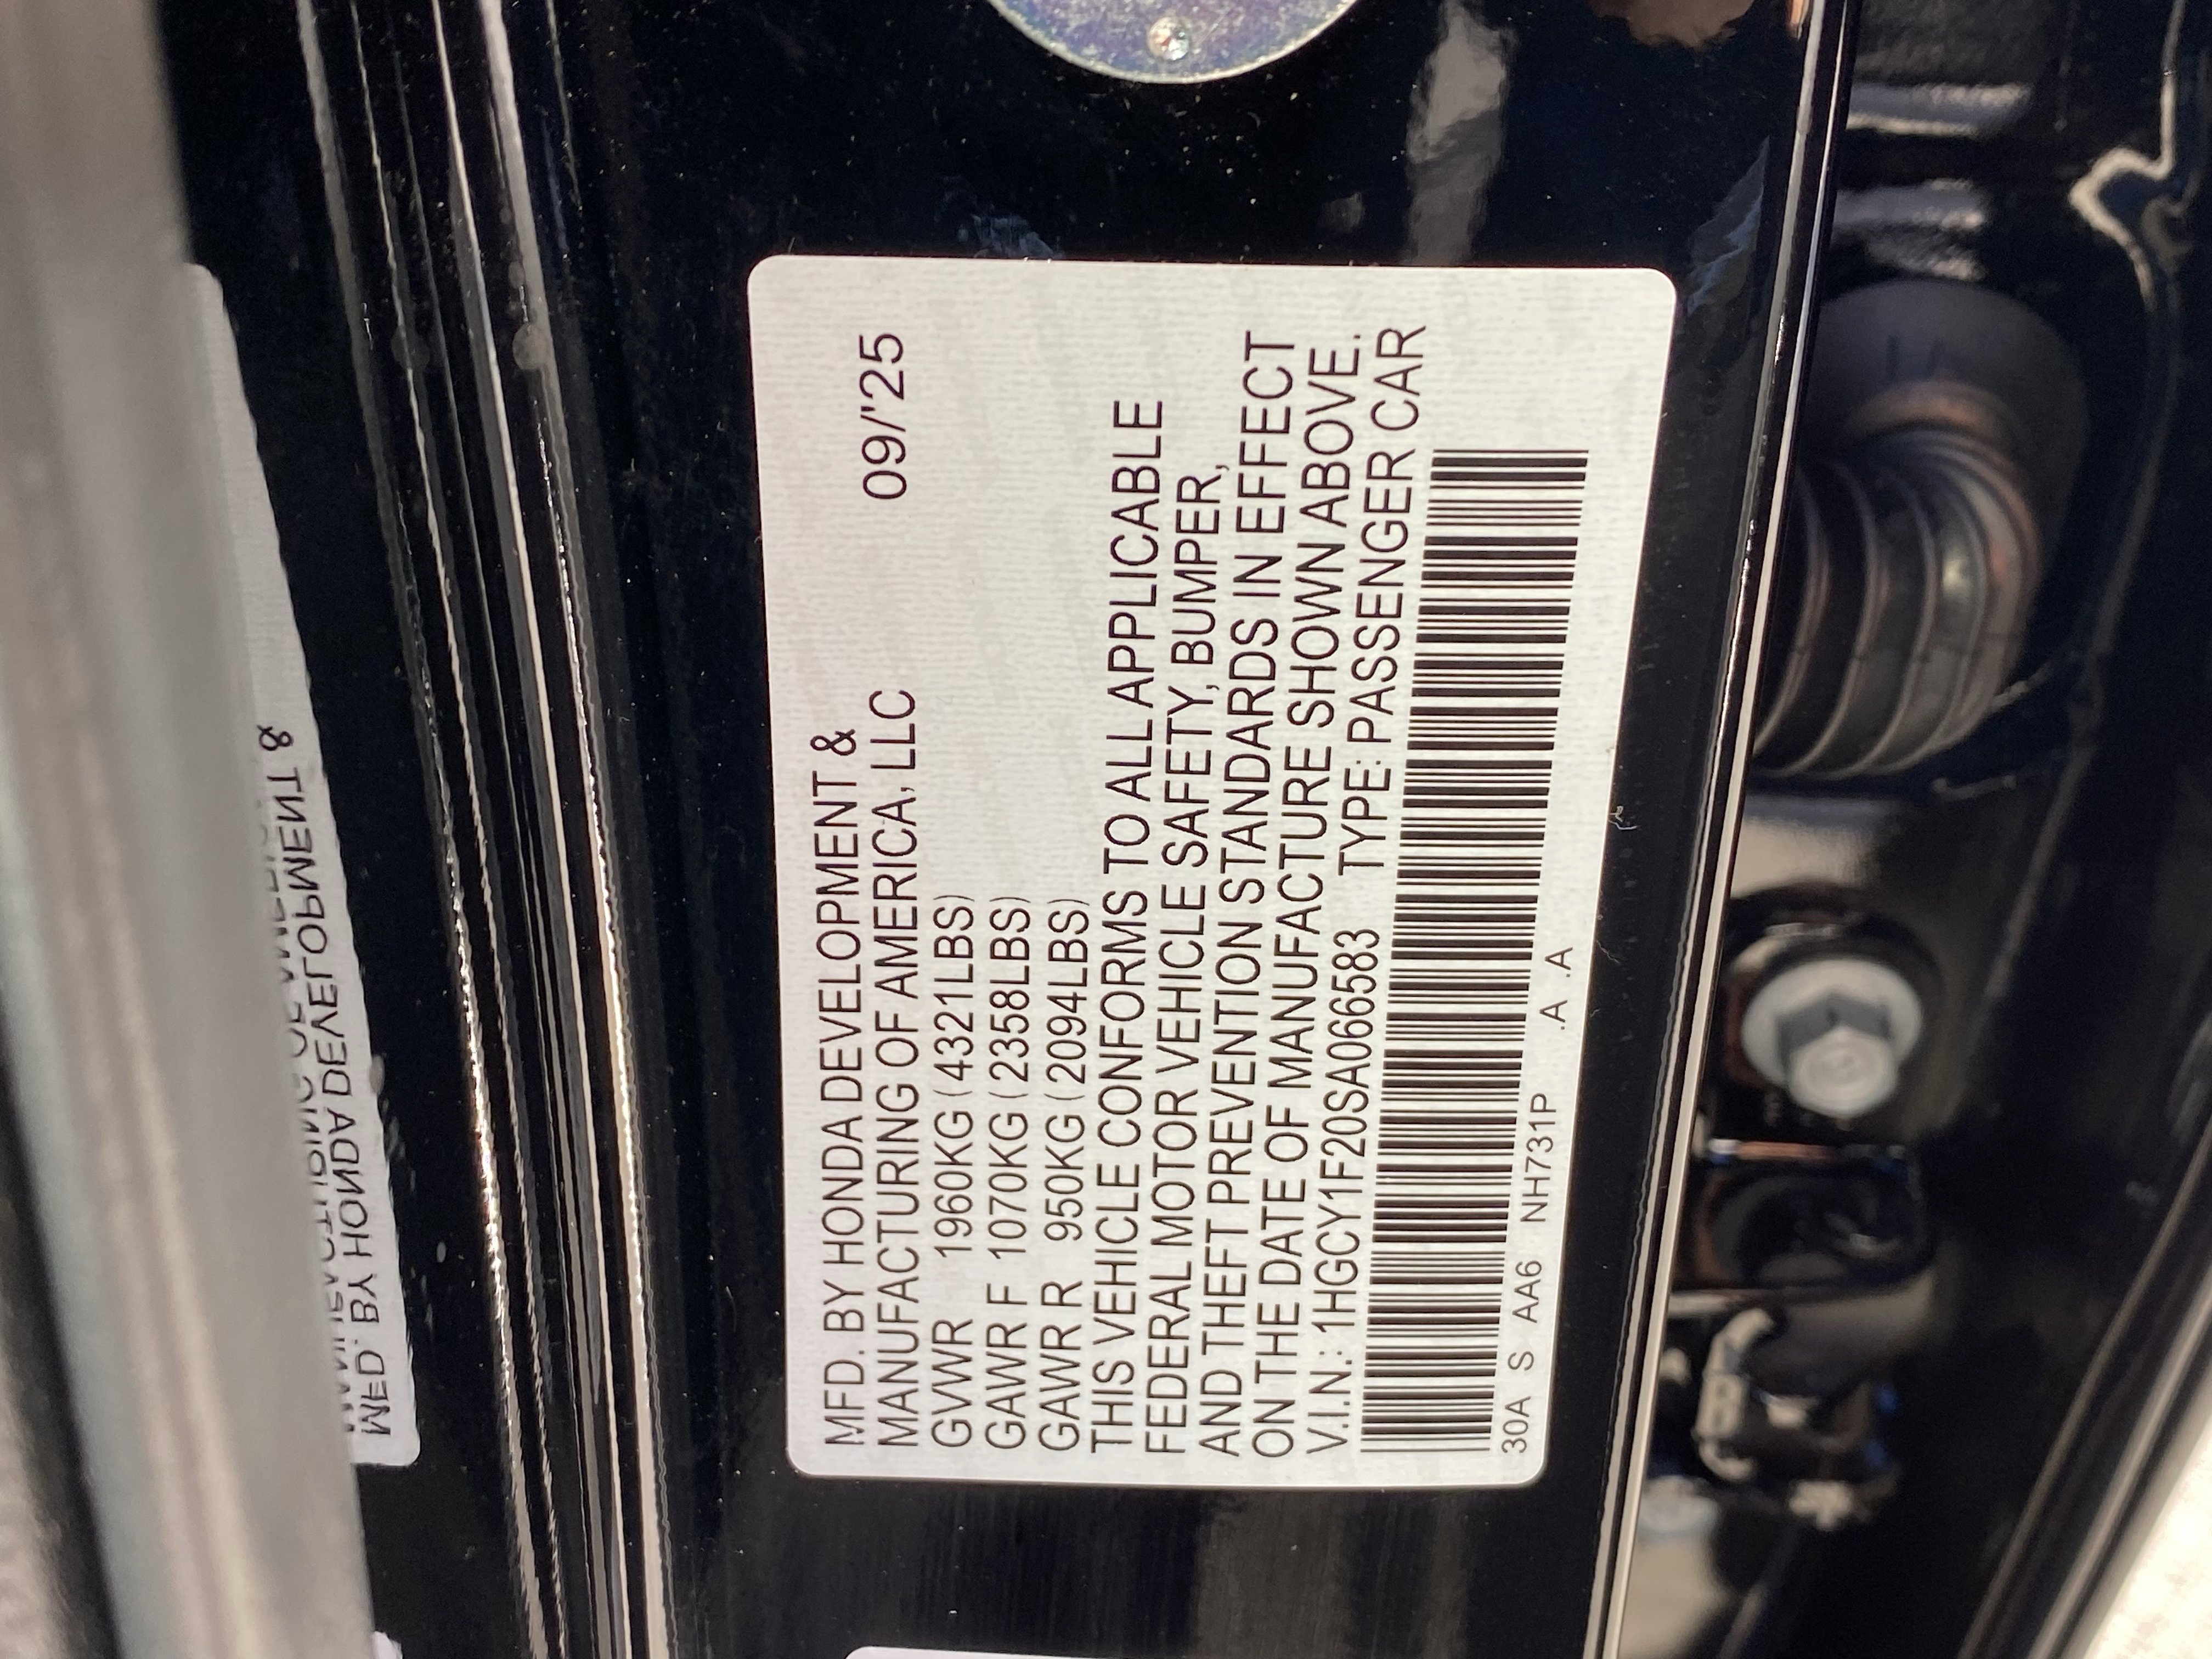 MFD. BY HONDA DEVELOPMENT &
MANUFACTURING OF AMERICA, LLC 09/'25
GVWR 1960KG (4321LBS)
GAWR F 1070KG (2358LBS)
GAWR R 950KG (2094LBS)
THIS VEHICLE CONFORMS TO ALL APPLICABLE
FEDERAL MOTOR VEHICLE SAFETY, BUMPER,
AND THEFT PREVENTION STANDARDS IN EFFECT
ON THE DATE OF MANUFACTURE SHOWN ABOVE.
V.I.N.: 1HGCY1F20SA066583 TYPE: PASSENGER CAR
30A S AA6 NH731P .A .A
MFD. BY HONDA DEVELOPMENT &